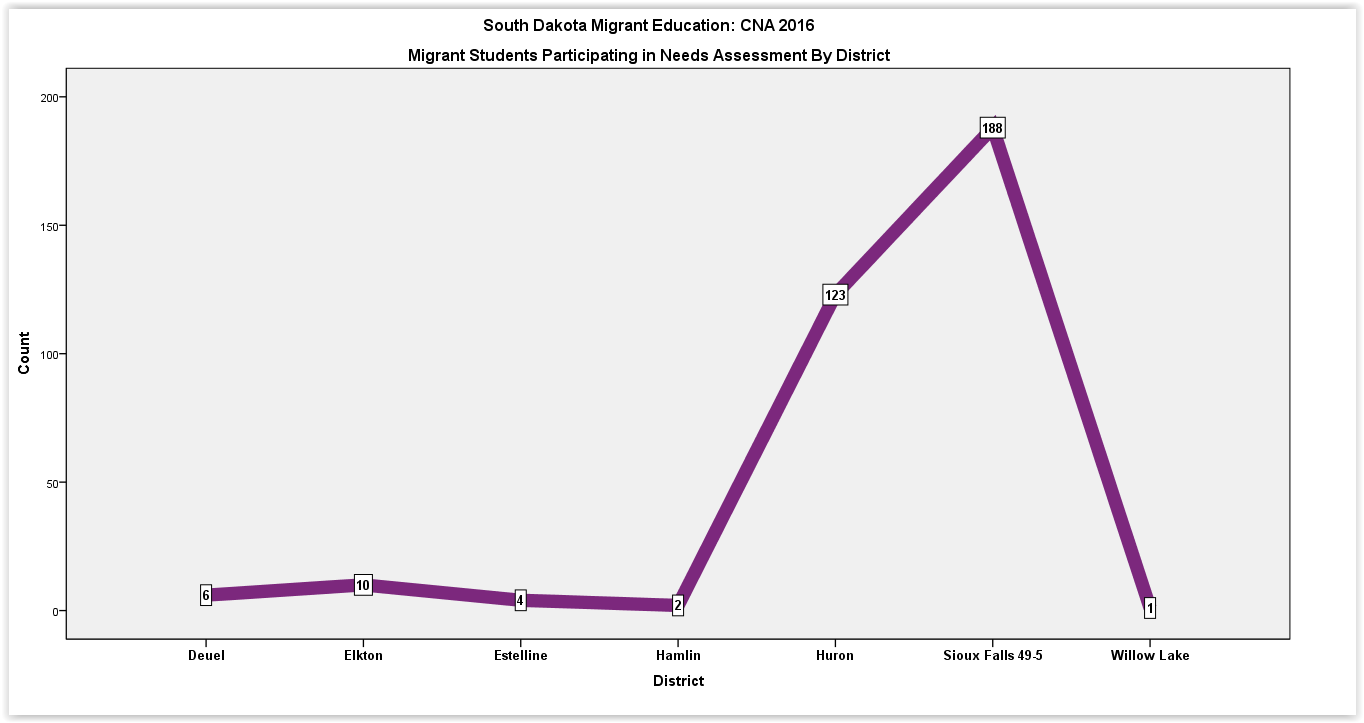 South Dakota Migrant Education: CNA 2016
Migrant Students Participating in Needs Assessment By District
200
150
100
50
0
Count
188
123
6
10
4
2
1
Deuel Elkton Estelline Hamlin Huron Sioux Falls 49-5 Willow Lake
District